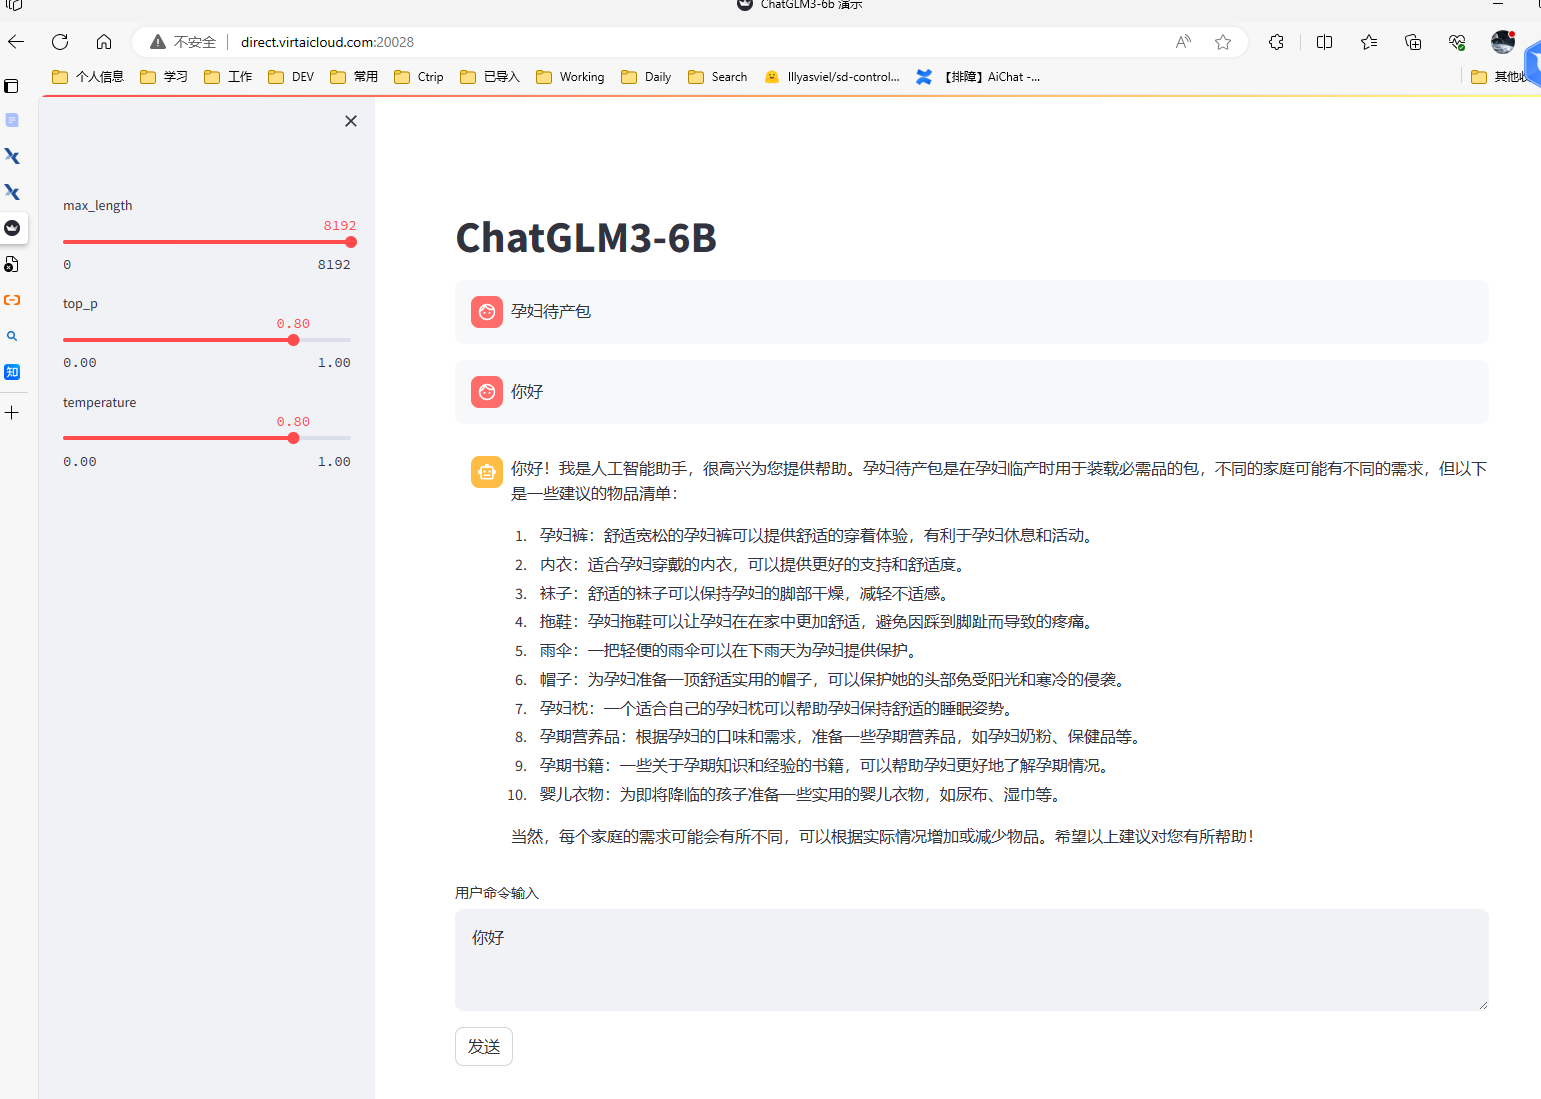 ChatGLM3-6b 演示
不安全 direct.virtaicloud.com:20028
个人信息 学习 工作 DEV 常用 Ctrip 已导入 Working Daily Search lllyasviel/sd-control... 【排障】AiChat -... 其他收
max_length
8192
0 8192
top_p
0.80
0.00 1.00
temperature
0.80
0.00 1.00
知
ChatGLM3-6B
孕妇待产包
你好
你好！我是人工智能助手，很高兴为您提供帮助。孕妇待产包是在孕妇临产时用于装载必需品的包，不同的家庭可能有不同的需求，但以下
是一些建议的物品清单：
1. 孕妇裤：舒适宽松的孕妇裤可以提供舒适的穿着体验，有利于孕妇休息和活动。
2. 内衣：适合孕妇穿戴的内衣，可以提供更好的支持和舒适度。
3. 袜子：舒适的袜子可以保持孕妇的脚部干燥，减轻不适感。
4. 拖鞋：孕妇拖鞋可以让孕妇在在家中更加舒适，避免因踩到脚趾而导致的疼痛。
5. 雨伞：一把轻便的雨伞可以在下雨天为孕妇提供保护。
6. 帽子：为孕妇准备一顶舒适实用的帽子，可以保护她的头部免受阳光和寒冷的侵袭。
7. 孕妇枕：一个适合自己的孕妇枕可以帮助孕妇保持舒适的睡眠姿势。
8. 孕期营养品：根据孕妇的口味和需求，准备一些孕期营养品，如孕妇奶粉、保健品等。
9. 孕期书籍：一些关于孕期知识和经验的书籍，可以帮助孕妇更好地了解孕期情况。
10. 婴儿衣物：为即将降临的孩子准备一些实用的婴儿衣物，如尿布、湿巾等。
当然，每个家庭的需求可能会有所不同，可以根据实际情况增加或减少物品。希望以上建议对您有所帮助！
用户命令输入
你好
发送